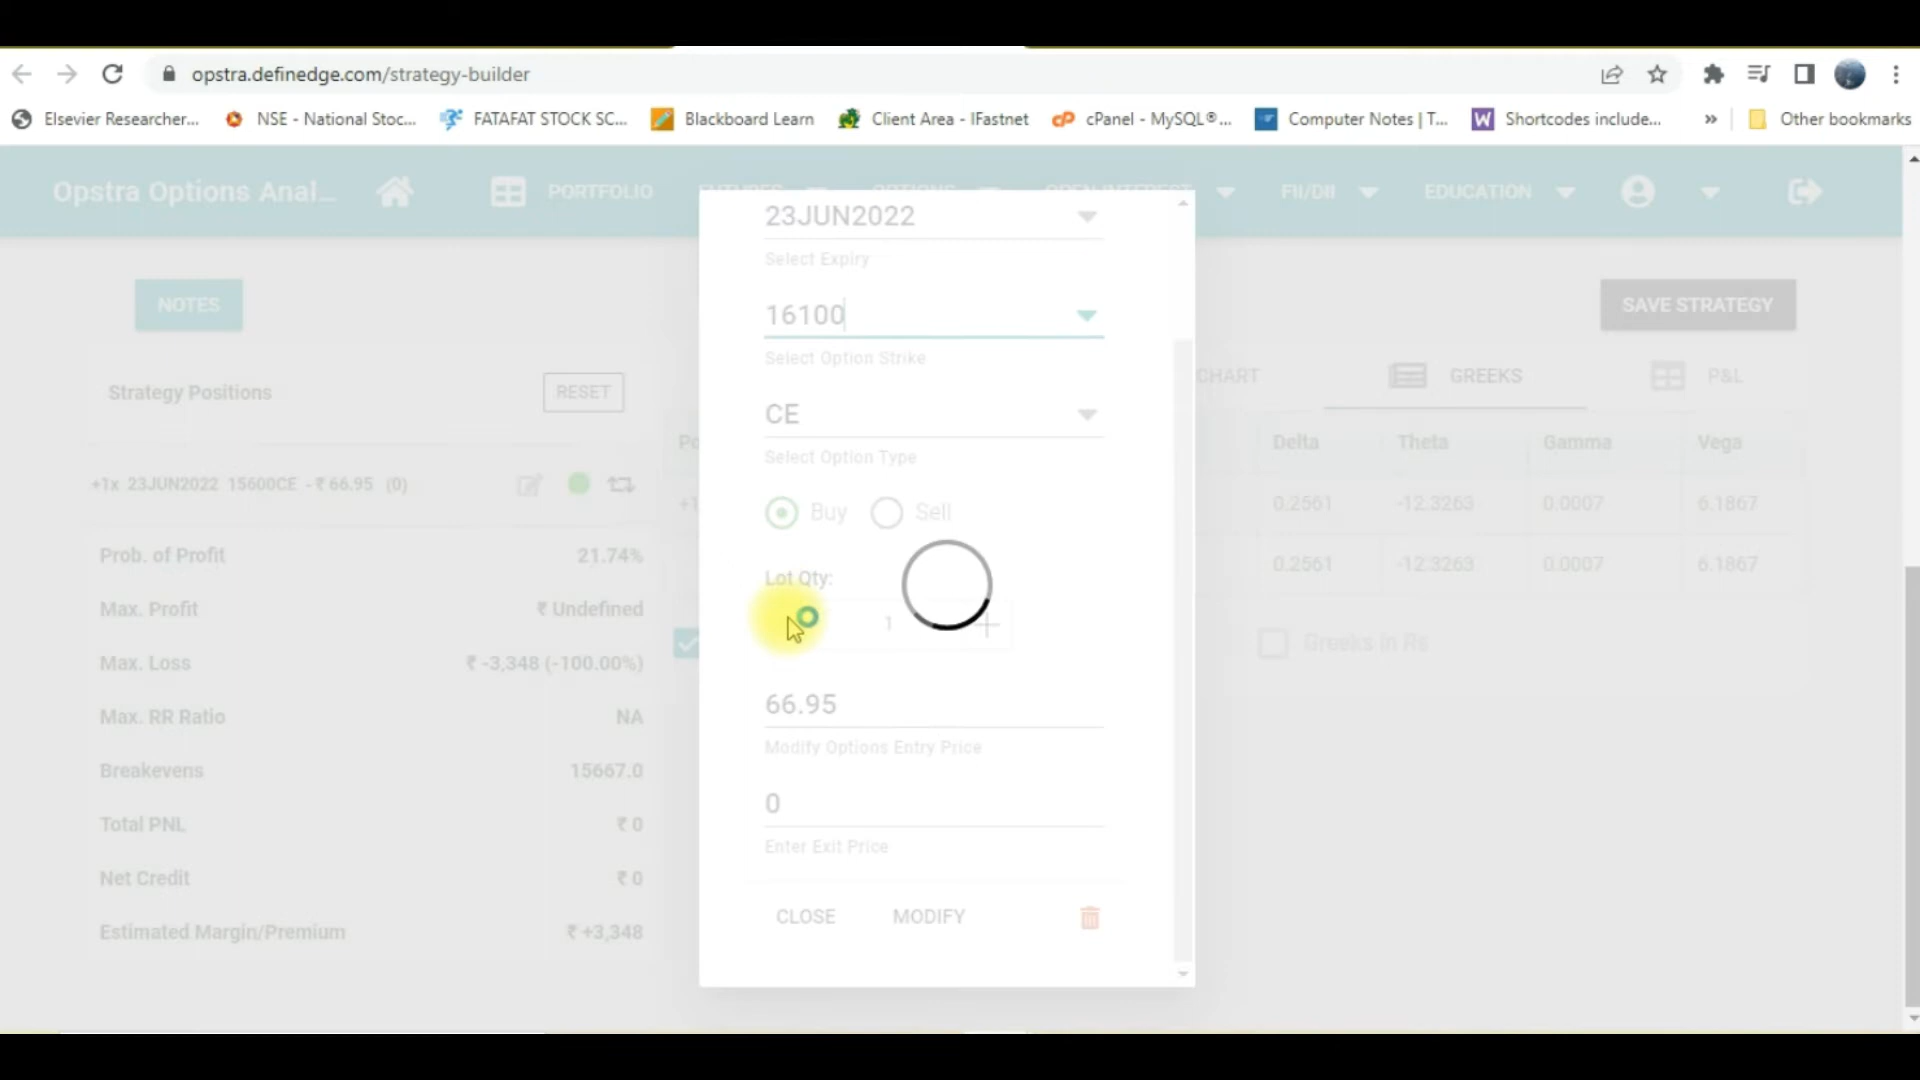 opstra.definedge.com/strategy-builder
Elsevier Researcher... NSE - National Stoc... FATAFAT STOCK SC... Blackboard Learn Client Area - IFastnet cPanel - MySQL®... Computer Notes | T... Shortcodes include... » Other bookmarks
Opstra Options Anal... PORTFOLIO FUTURES OPTIONS OPEN INTEREST FII/DII EDUCATION
23JUN2022
Select Expiry
NOTES
SAVE STRATEGY
16100
Select Option Strike
CHART GREEKS P&L
Strategy Positions RESET
CE
Select Option Type
Delta Theta Gamma Vega
+1x 23JUN2022 15600CE - ₹ 66.95 (0)
0.2561 -12.3263 0.0007 6.1867
Buy Sell
Prob. of Profit 21.74%
0.2561 -12.3263 0.0007 6.1867
Lot Qty:
Max. Profit ₹ Undefined
1 +
Greeks in Rs
Max. Loss ₹ -3,348 (-100.00%)
66.95
Max. RR Ratio NA
Modify Options Entry Price
Breakevens 15667.0
0
Total PNL ₹ 0
Enter Exit Price
Net Credit ₹ 0
CLOSE MODIFY
Estimated Margin/Premium ₹ +3,348